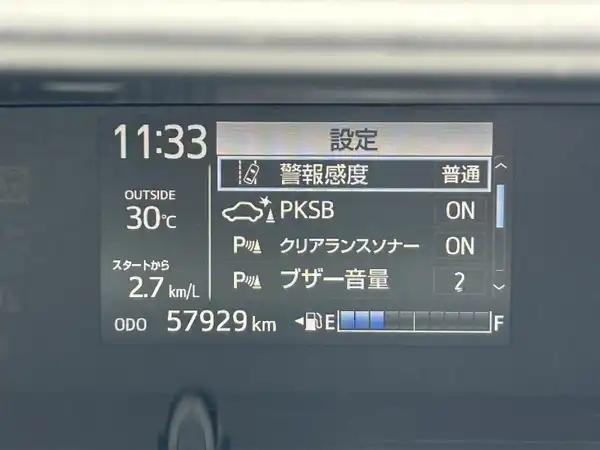 11:33
設定
警報感度 普通
OUTSIDE
30℃
PKSB ON
P クリアランスソナー ON
スタートから
2.7 km/L
P ブザー音量 2
ODO 57929 km E F